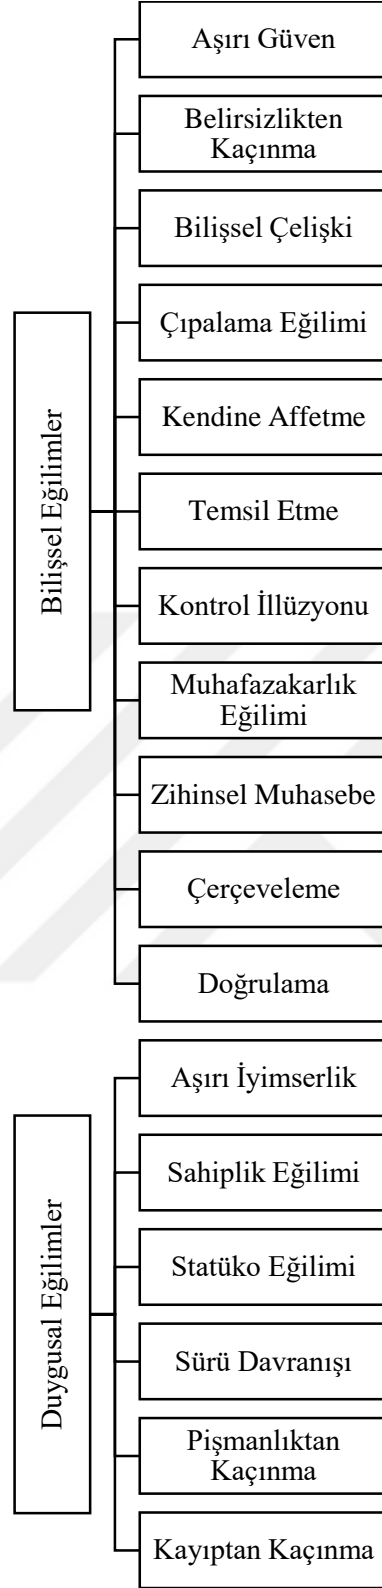 Bilişsel Eğilimler
Aşırı Güven
Belirsizlikten
Kaçınma
Bilişsel Çelişki
Çıpalama Eğilimi
Kendine Affetme
Temsil Etme
Kontrol İllüzyonu
Muhafazakarlık
Eğilimi
Zihinsel Muhasebe
Çerçeveleme
Doğrulama
Duygusal Eğilimler
Aşırı İyimserlik
Sahiplik Eğilimi
Statüko Eğilimi
Sürü Davranışı
Pişmanlıktan
Kaçınma
Kayıptan Kaçınma